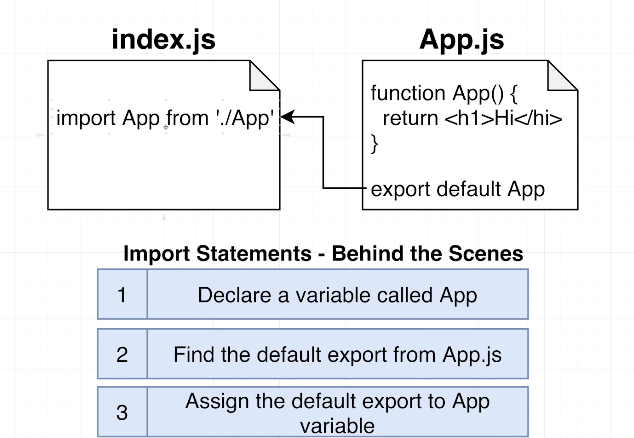 index.js
import App from './App'
App.js
function App() {
return <h1>Hi</hi>
}
export default App
Import Statements - Behind the Scenes
1 Declare a variable called App
2 Find the default export from App.js
3 Assign the default export to App
variable